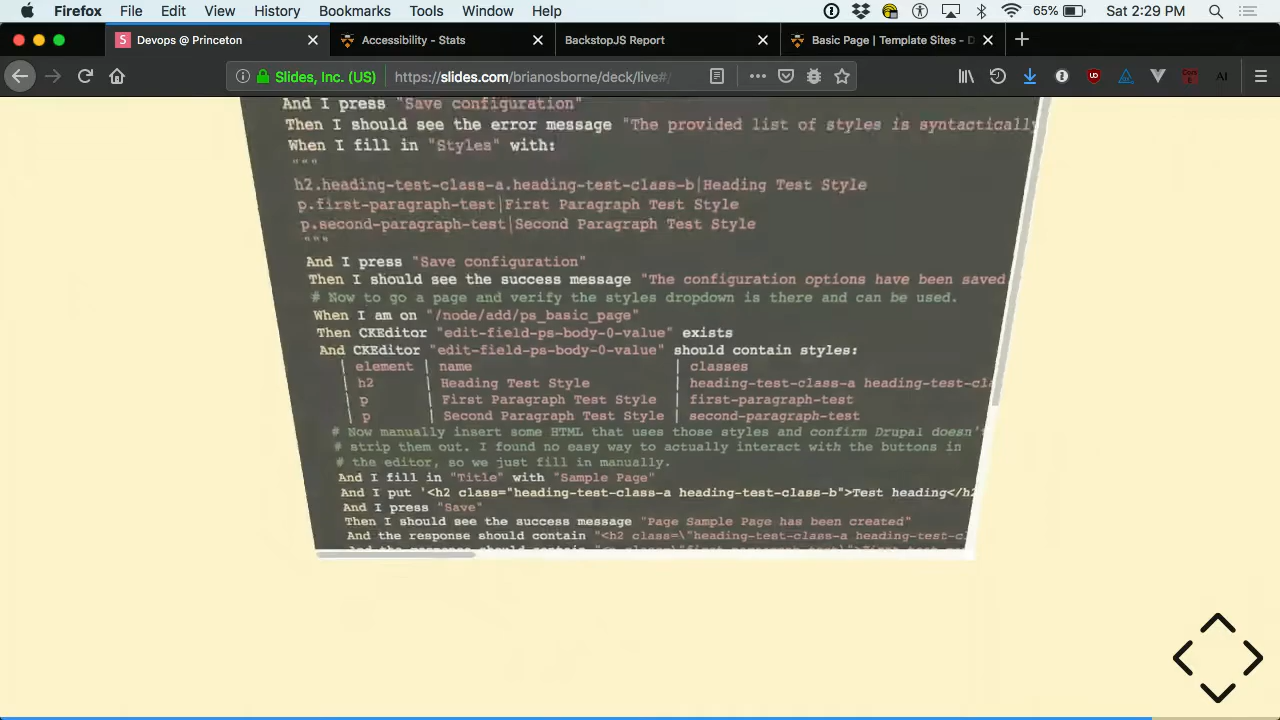 Firefox File Edit View History Bookmarks Tools Window Help 65% Sat 2:29 PM
Devops @ Princeton
Accessibility - Stats
BackstopJS Report
Basic Page | Template Sites - D
Slides, Inc. (US) https://slides.com/brianosborne/deck/live#/
And I press "Save configuration"
Then I should see the error message "The provided list of styles is syntactically
When I fill in "Styles" with:
"""
h2.heading-test-class-a.heading-test-class-b|Heading Test Style
p.first-paragraph-test|First Paragraph Test Style
p.second-paragraph-test|Second Paragraph Test Style
"""
And I press "Save configuration"
Then I should see the success message "The configuration options have been saved
# Now to go a page and verify the styles dropdown is there and can be used.
When I am on "/node/add/ps_basic_page"
Then CKEditor "edit-field-ps-body-0-value" exists
And CKEditor "edit-field-ps-body-0-value" should contain styles:
| element | name | classes
| h2 | Heading Test Style | heading-test-class-a heading-test-cla
| p | First Paragraph Test Style | first-paragraph-test
| p | Second Paragraph Test Style | second-paragraph-test
# Now manually insert some HTML that uses those styles and confirm Drupal doesn't
# strip them out. I found no easy way to actually interact with the buttons in
# the editor, so we just fill in manually.
And I fill in "Title" with "Sample Page"
And I put '<h2 class="heading-test-class-a heading-test-class-b">Test heading</h2
And I press "Save"
Then I should see the success message "Page Sample Page has been created"
And the response should contain "<h2 class=\"heading-test-class-a heading-test-c